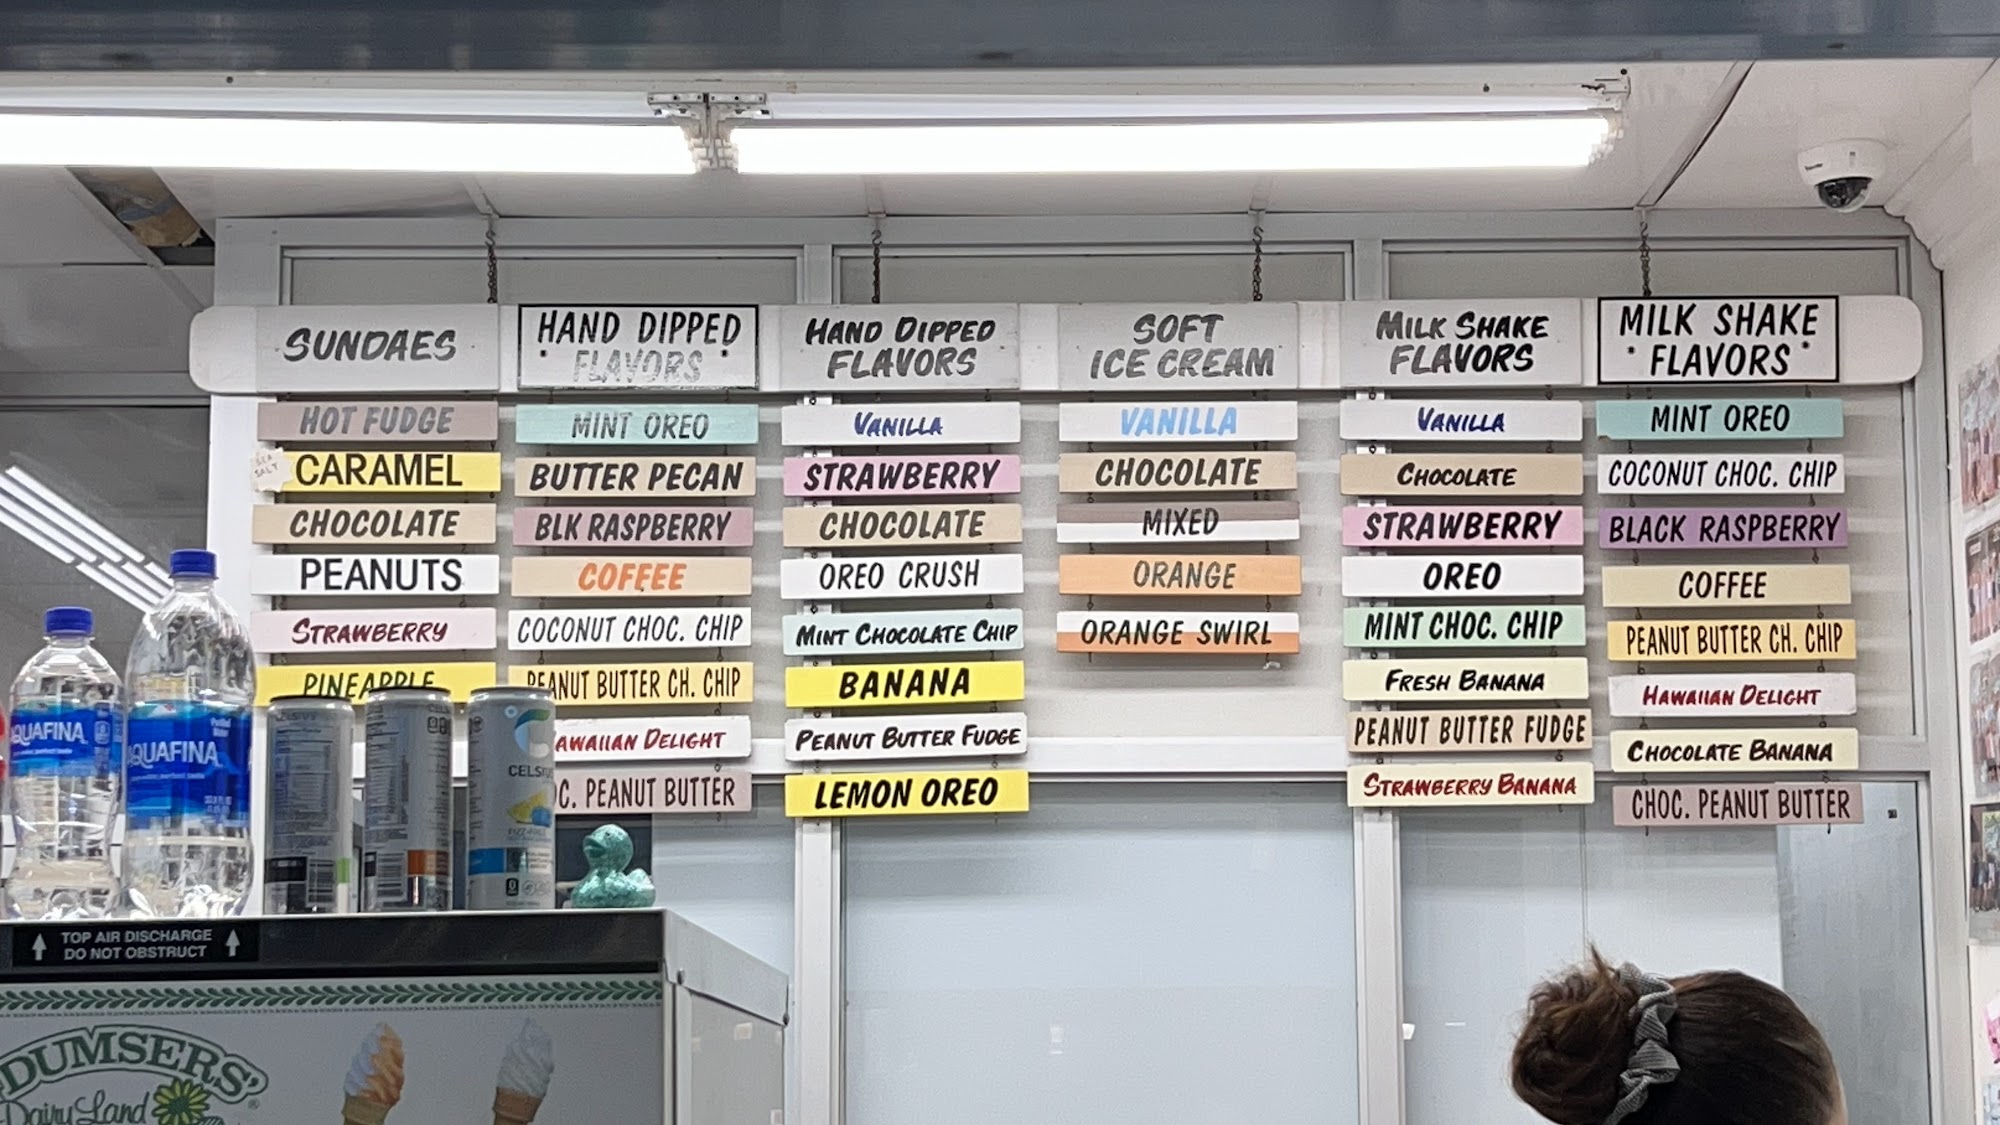 SUNDAES
HOT FUDGE
SEA
SALT
CARAMEL
CHOCOLATE
PEANUTS
STRAWBERRY
PINEAPPLE
HAND DIPPED
• FLAVORS •
MINT OREO
BUTTER PECAN
BLK RASPBERRY
COFFEE
COCONUT CHOC. CHIP
PEANUT BUTTER CH. CHIP
AWAIIAN DELIGHT
OC. PEANUT BUTTER
HAND DIPPED
FLAVORS
VANILLA
STRAWBERRY
CHOCOLATE
OREO CRUSH
MINT CHOCOLATE CHIP
BANANA
PEANUT BUTTER FUDGE
LEMON OREO
SOFT
ICE CREAM
VANILLA
CHOCOLATE
MIXED
ORANGE
ORANGE SWIRL
MILK SHAKE
FLAVORS
VANILLA
CHOCOLATE
STRAWBERRY
OREO
MINT CHOC. CHIP
FRESH BANANA
PEANUT BUTTER FUDGE
STRAWBERRY BANANA
MILK SHAKE
• FLAVORS •
MINT OREO
COCONUT CHOC. CHIP
BLACK RASPBERRY
COFFEE
PEANUT BUTTER CH. CHIP
HAWAIIAN DELIGHT
CHOCOLATE BANANA
CHOC. PEANUT BUTTER
AQUAFINA
AQUAFINA
CELSIUS
TOP AIR DISCHARGE
DO NOT OBSTRUCT
DUMSERS'
Dairy Land